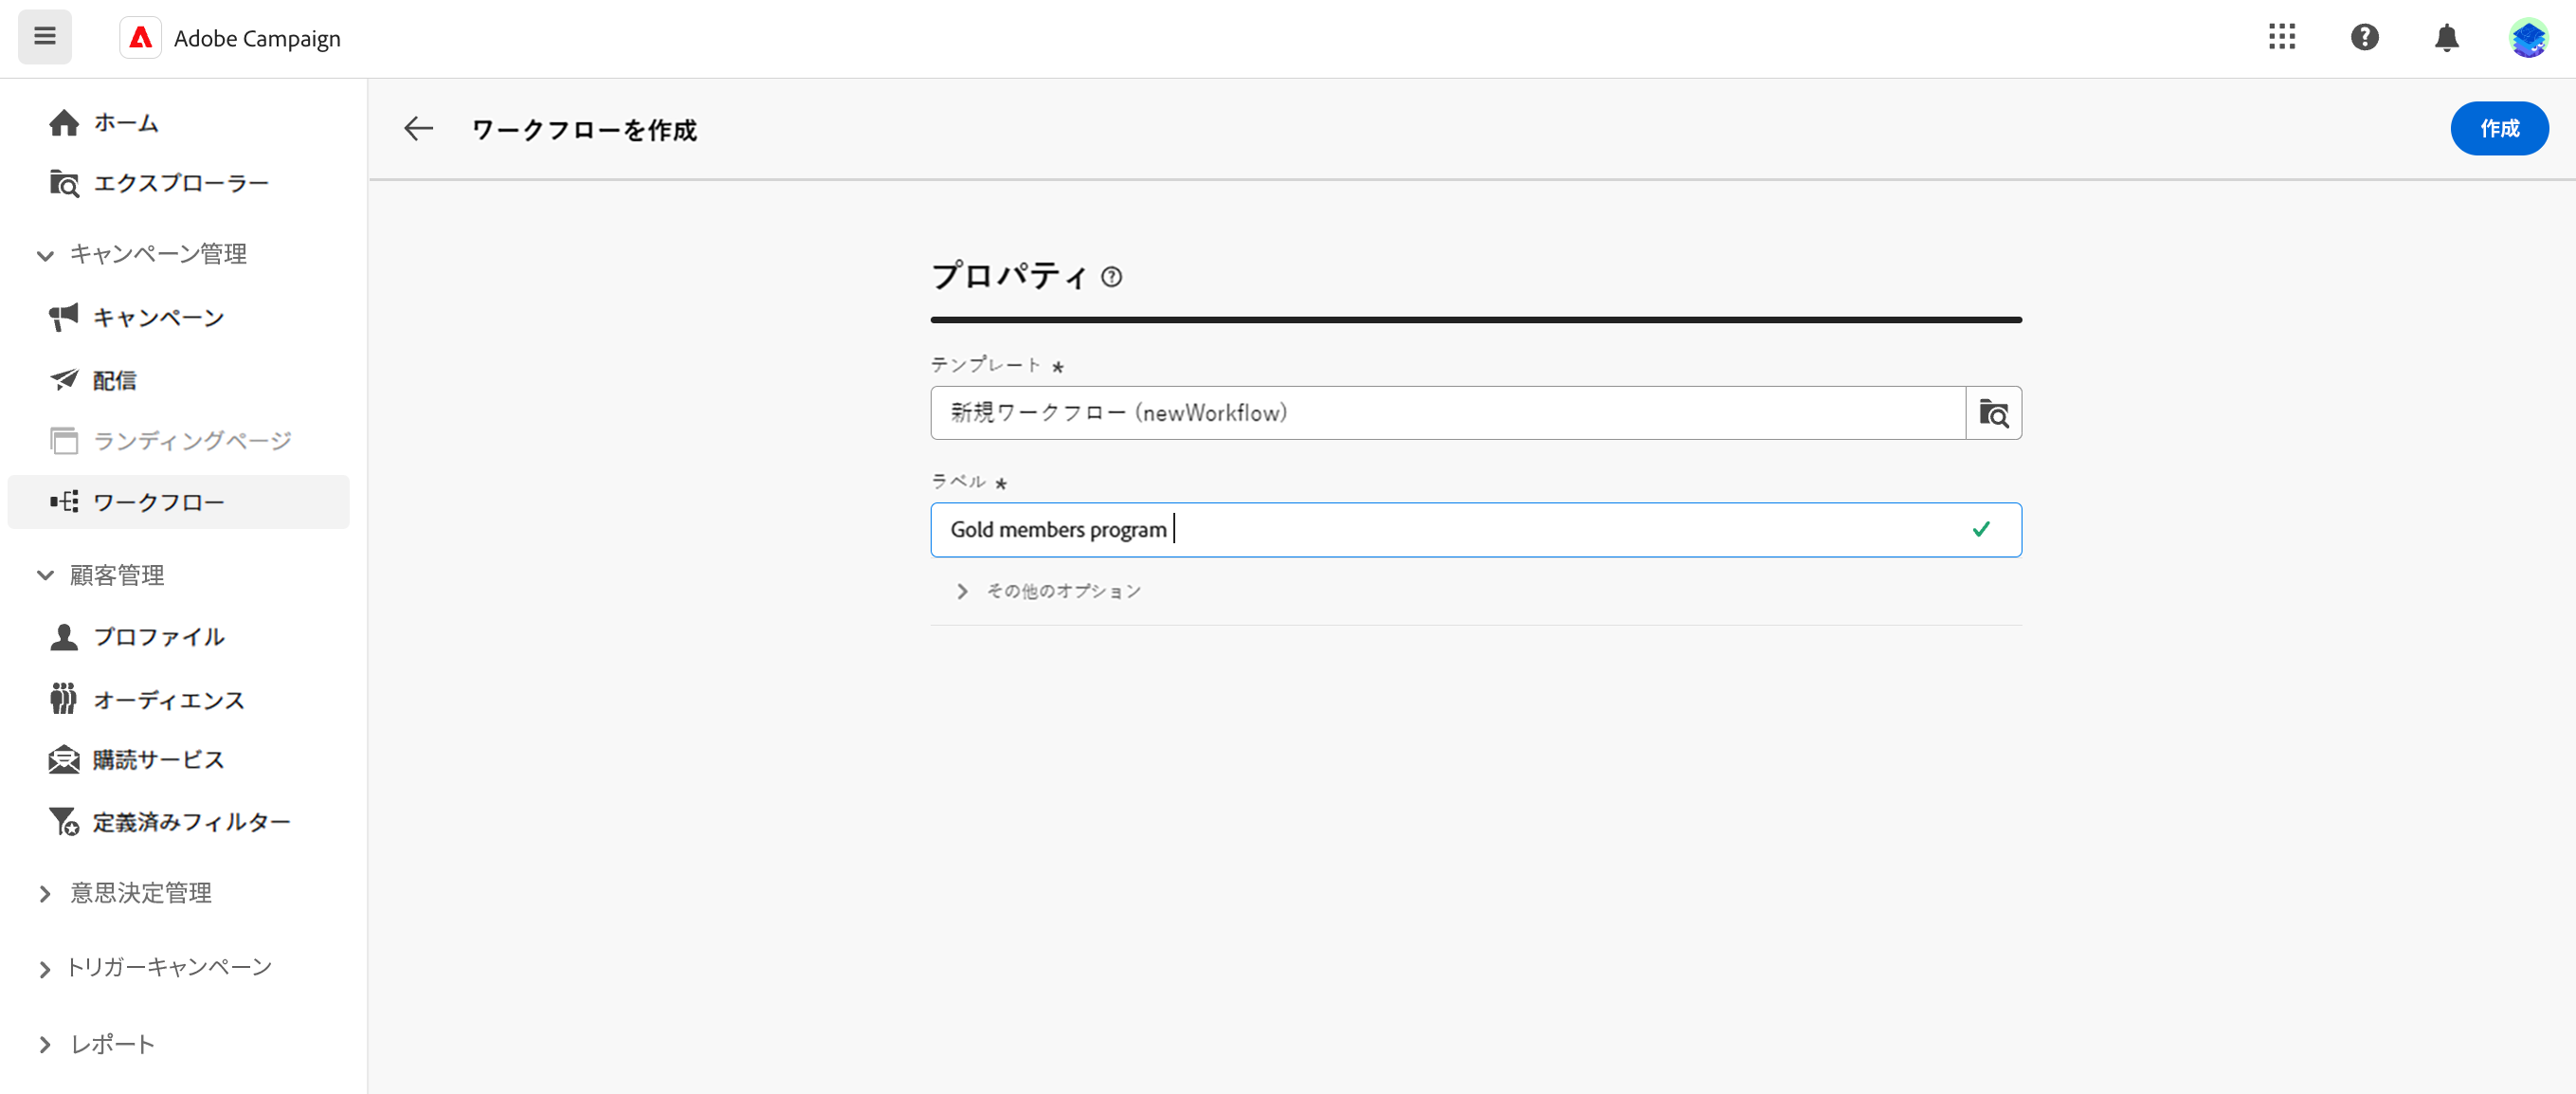 Adobe Campaign
ホーム
エクスプローラー
キャンペーン管理
キャンペーン
配信
ランディングページ
ワークフロー
顧客管理
プロファイル
オーディエンス
購読サービス
定義済みフィルター
意思決定管理
トリガーキャンペーン
レポート
ワークフローを作成
作成
プロパティ
テンプレート *
新規ワークフロー (newWorkflow)
ラベル *
Gold members program
その他のオプション